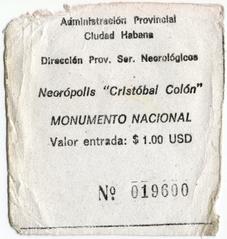 Administración Provincial
Ciudad Habana
Dirección Prov. Ser. Necrológicos
Necrópolis "Cristóbal Colón"
MONUMENTO NACIONAL
Valor entrada: $ 1.00 USD
Nº 019600